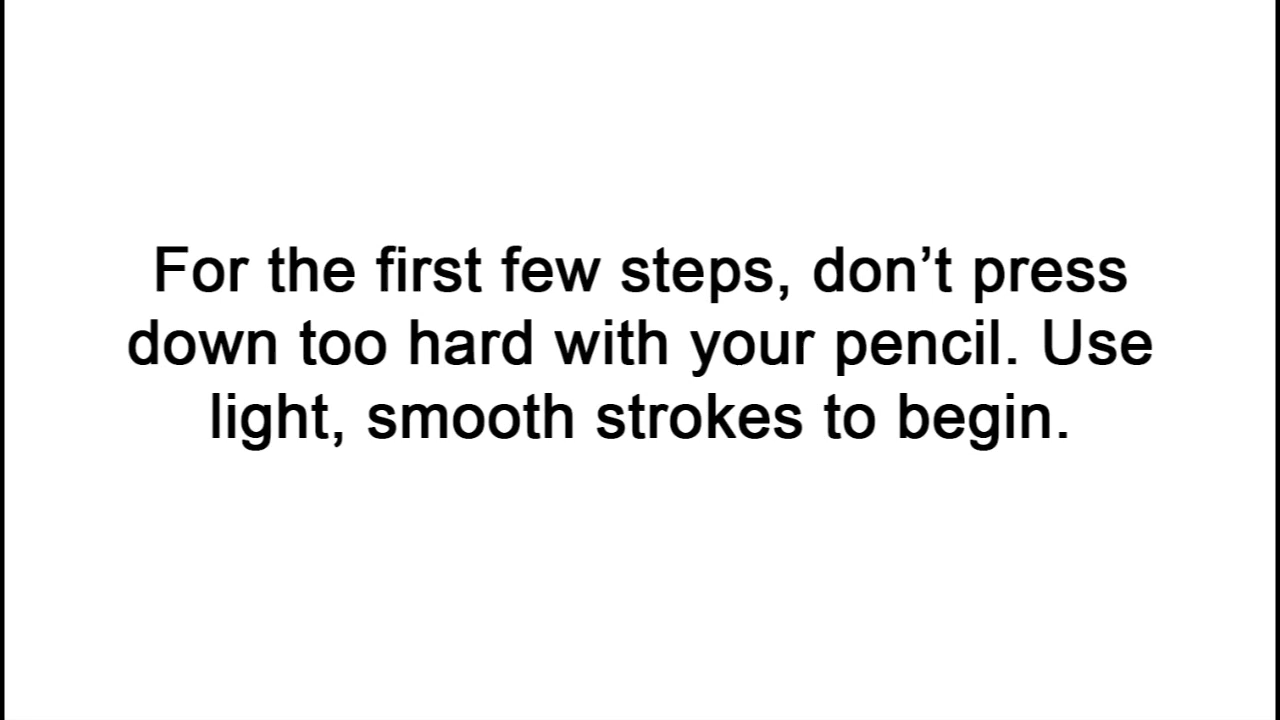 For the first few steps, don’t press
down too hard with your pencil. Use
light, smooth strokes to begin.